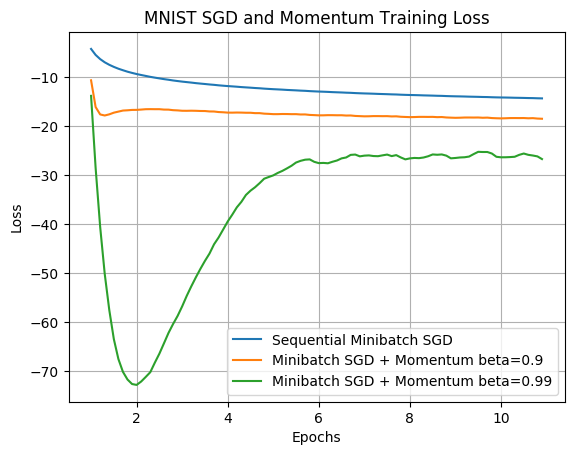 MNIST SGD and Momentum Training Loss
Loss
−10
−20
−30
−40
−50
−60
−70
Sequential Minibatch SGD
Minibatch SGD + Momentum beta=0.9
Minibatch SGD + Momentum beta=0.99
2 4 6 8 10
Epochs